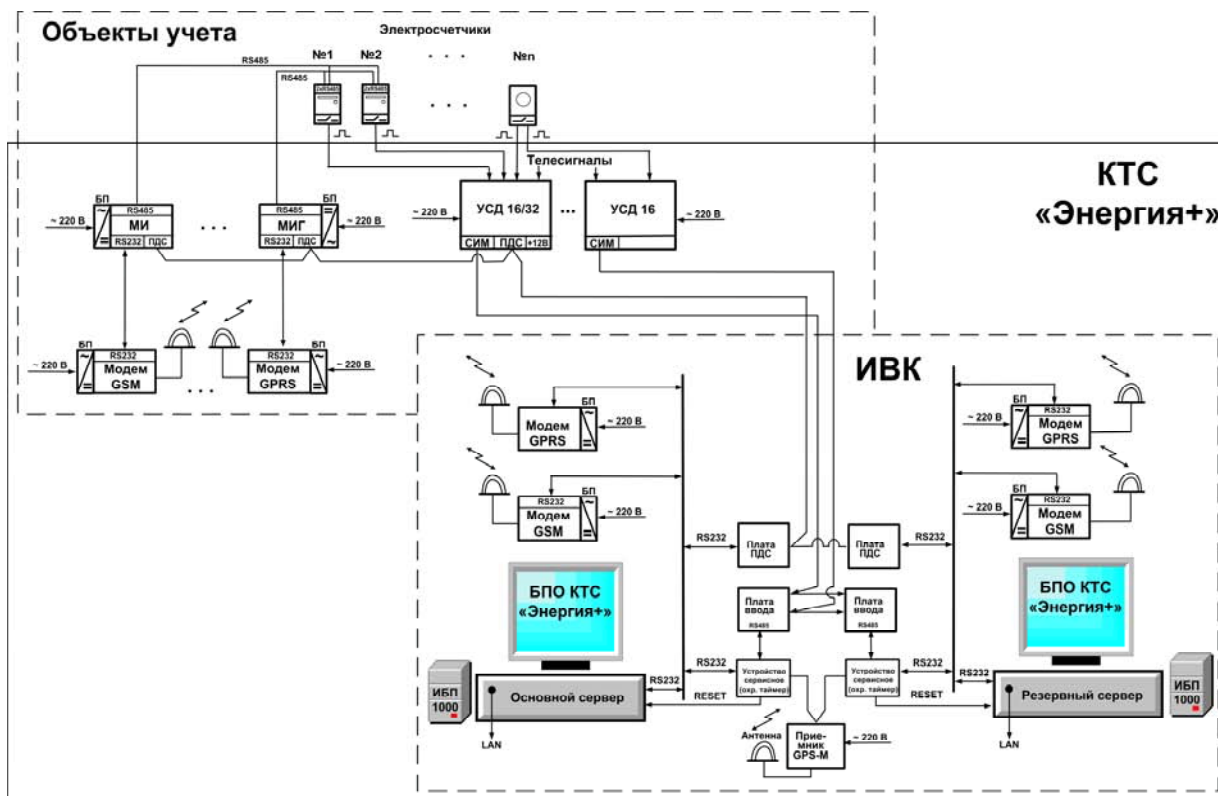 Объекты учета
Электросчетчики
№1 №2 . . . №n
RS485
RS485
2xRS485 2xRS485
. . .
Телесигналы
КТС
«Энергия+»
БП
~ 220 В
RS485
МИ
RS232 ПДС
. . .
RS485
МИГ
RS232 ПДС
БП
~ 220 В
~ 220 В
УСД 16/32
СИМ ПДС +12В
...
УСД 16
СИМ
~ 220 В
БП
~ 220 В
RS232
Модем
GSM
. . .
RS232
Модем
GPRS
БП
~ 220 В
ИВК
Модем
GPRS
БП
~ 220 В
RS232
Модем
GSM
БП
~ 220 В
БП
~ 220 В
RS232
Модем
GPRS
БП
~ 220 В
RS232
Модем
GSM
RS232
Плата
ПДС
Плата
ПДС
RS232
БПО КТС
«Энергия+»
Плата
ввода
RS485
Плата
ввода
RS485
БПО КТС
«Энергия+»
RS232
RS232
Устройство
сервисное
(охр. таймер)
Устройство
сервисное
(охр. таймер)
RS232
RS232
ИБП
1000
Основной сервер
RESET
RESET
Резервный сервер
ИБП
1000
LAN
Антенна
Прие-
мник
GPS-M
~ 220 В
LAN